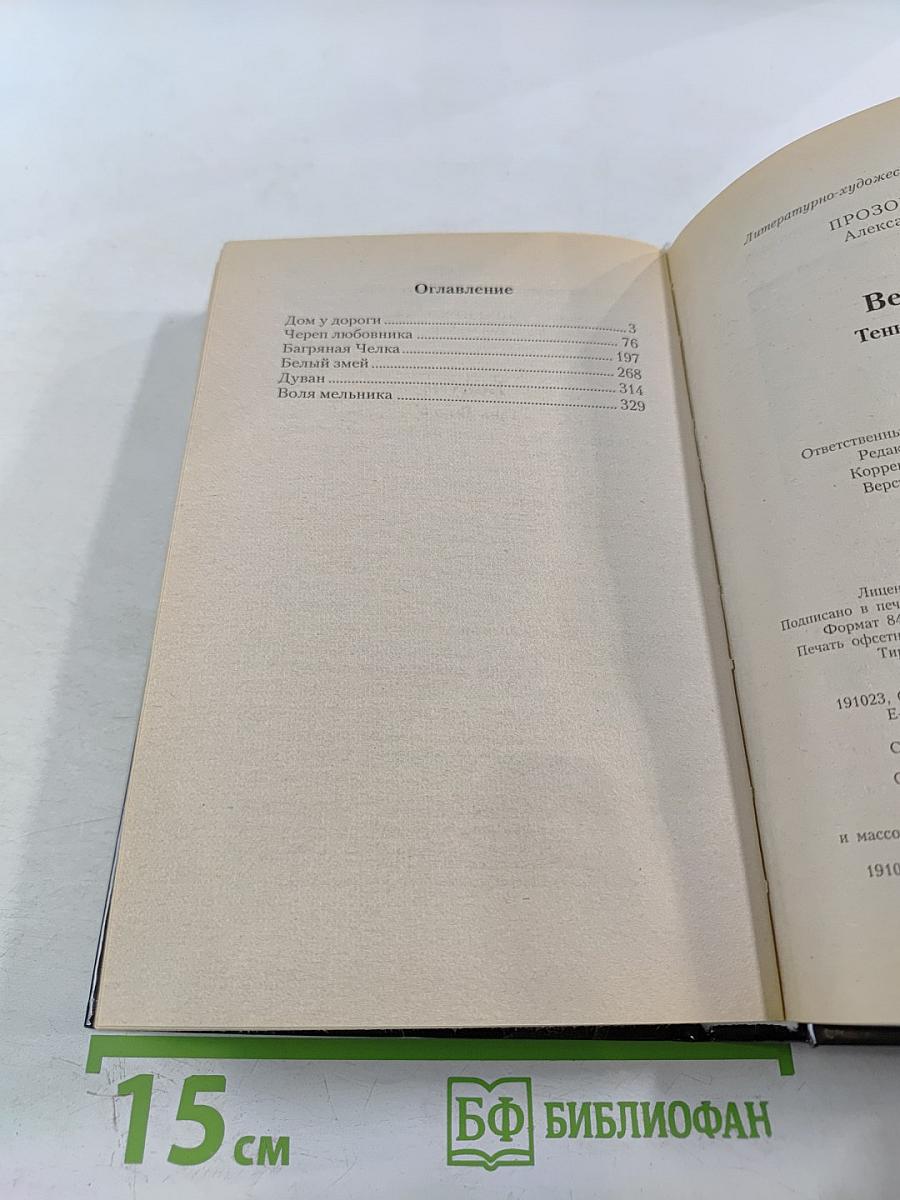 Оглавление
Дом у дороги 3
Череп любовника 76
Багряная Челка 197
Белый змей 268
Дуван 314
Воля мельника 329
Литературно-художес
ПРОЗО
Алекса
Ве
Тень
Ответственны
Редак
Коррек
Верс
Лицен
Подписано в печ
Формат 84
Печать офсетн
Тир
191023,
E-
и массо
1910
15 см
БФ БИБЛИОФАН